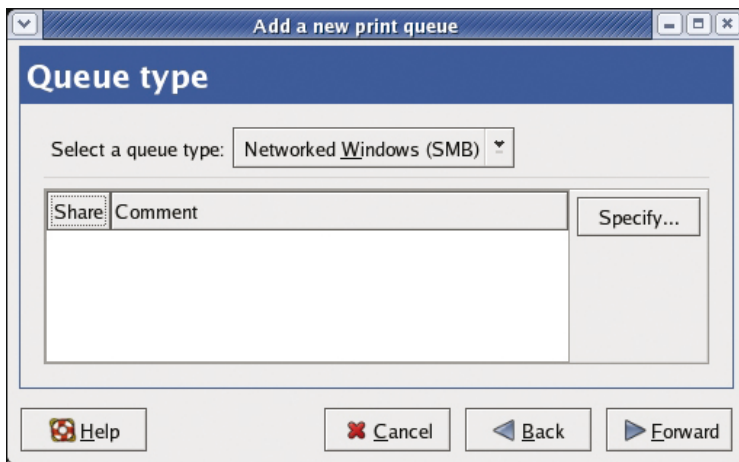 Add a new print queue
Queue type
Select a queue type: Networked Windows (SMB)
Share Comment
Specify...
Help Cancel Back Forward